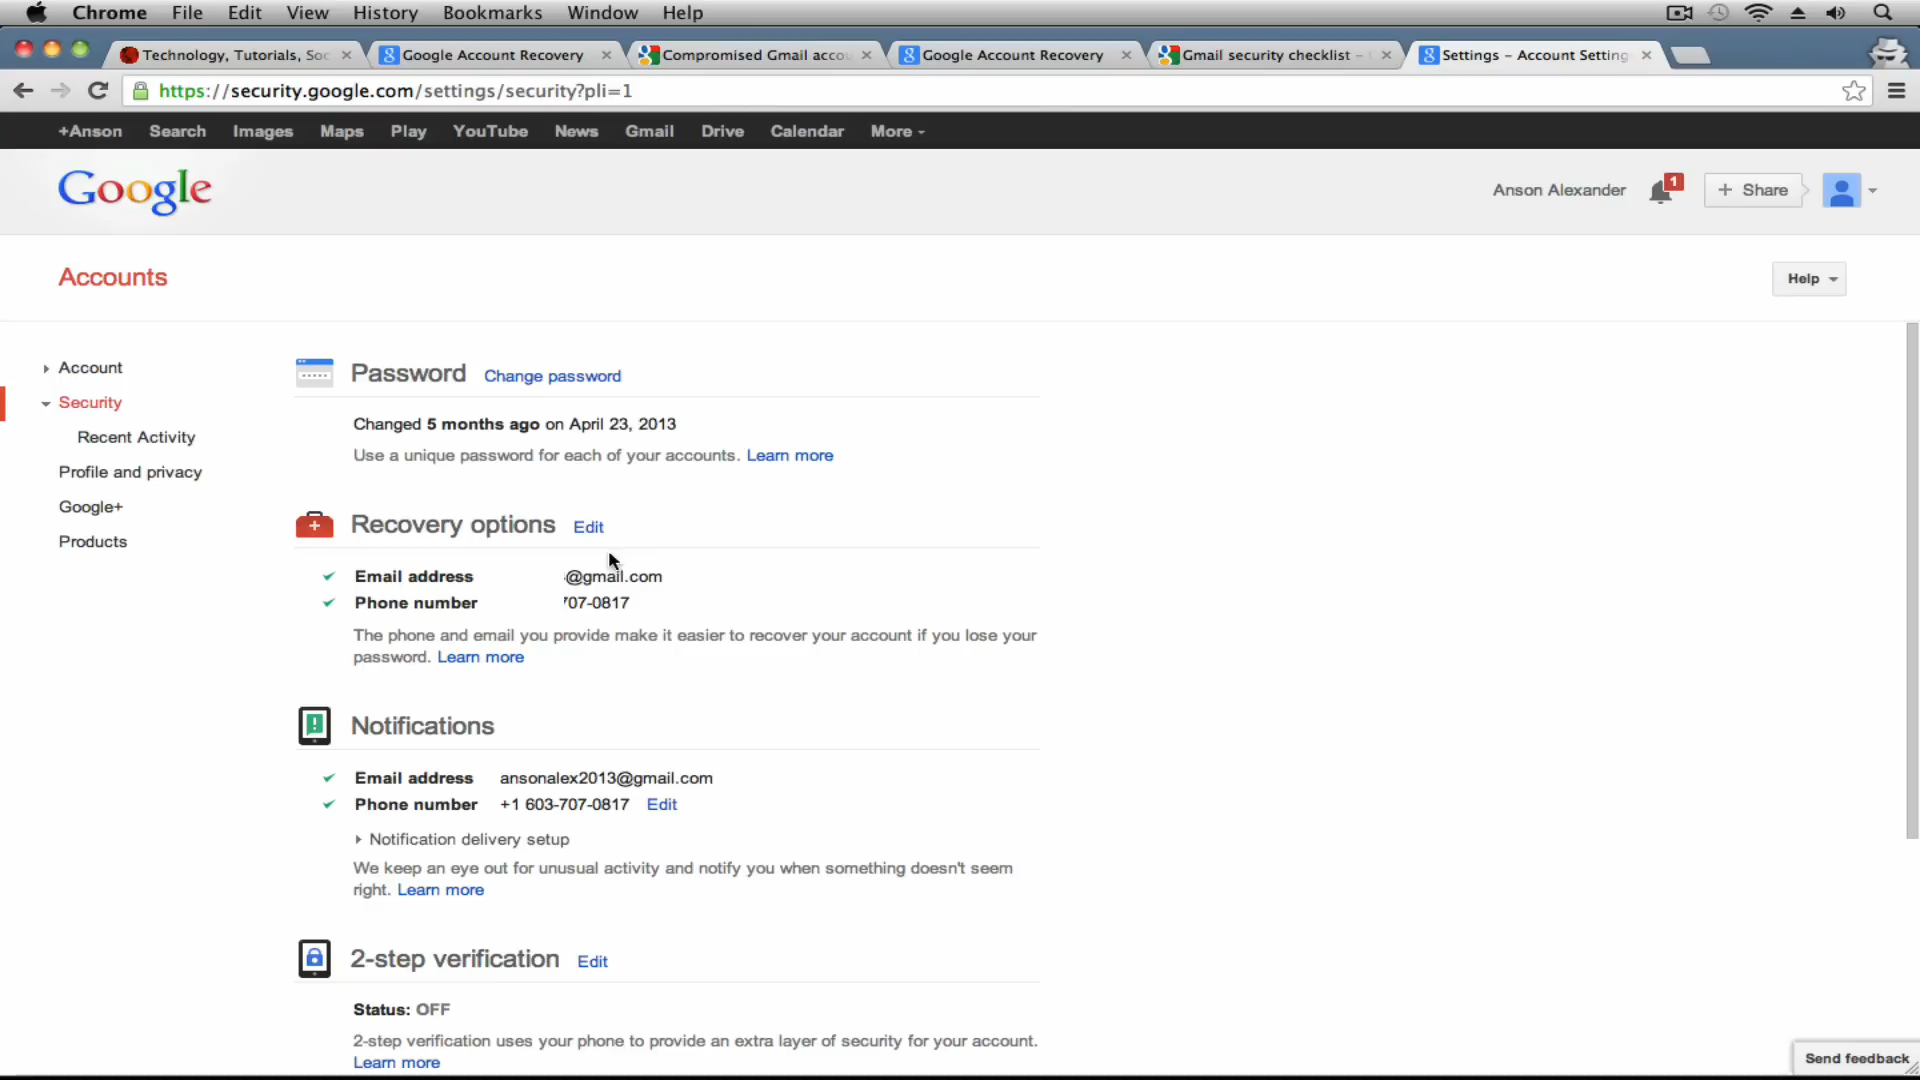 Chrome File Edit View History Bookmarks Window Help
Technology, Tutorials, Soc
Google Account Recovery
Compromised Gmail accou
Google Account Recovery
Gmail security checklist –
Settings – Account Setting
https://security.google.com/settings/security?pli=1
+Anson Search Images Maps Play YouTube News Gmail Drive Calendar More
Google
Anson Alexander
1
+ Share
Accounts
Help
Account
Security
Recent Activity
Profile and privacy
Google+
Products
Password Change password
Changed 5 months ago on April 23, 2013
Use a unique password for each of your accounts. Learn more
Recovery options Edit
Email address @gmail.com
Phone number 707-0817
The phone and email you provide make it easier to recover your account if you lose your
password. Learn more
Notifications
Email address ansonalex2013@gmail.com
Phone number +1 603-707-0817 Edit
Notification delivery setup
We keep an eye out for unusual activity and notify you when something doesn't seem
right. Learn more
2-step verification Edit
Status: OFF
2-step verification uses your phone to provide an extra layer of security for your account.
Learn more
Send feedback